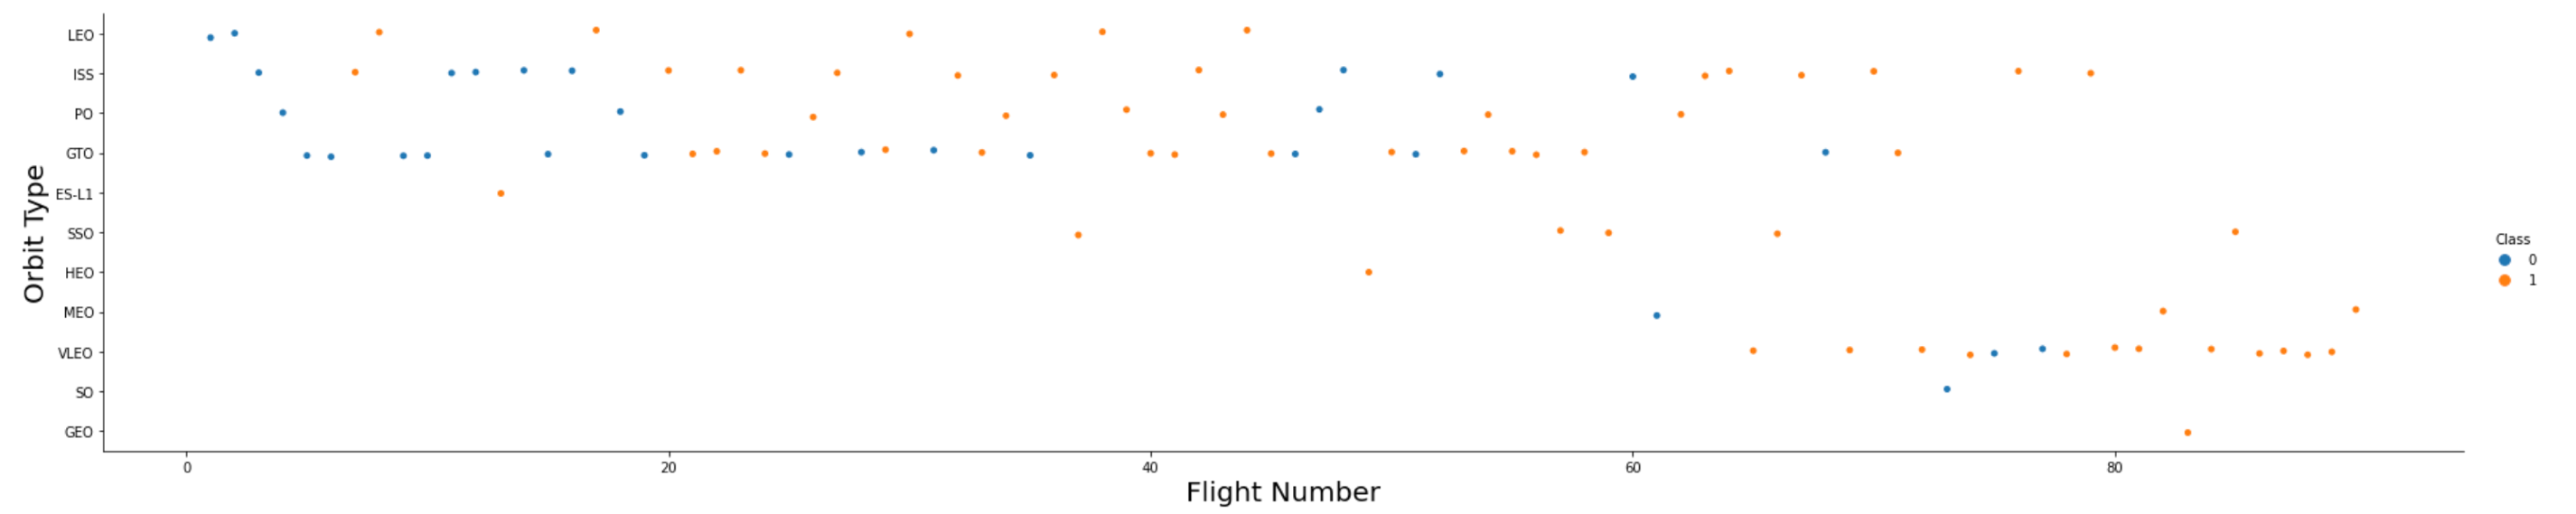 LEO
ISS
PO
GTO
ES-L1
SSO
HEO
MEO
VLEO
SO
GEO
Orbit Type
0 20 40 60 80
Flight Number
Class
0
1